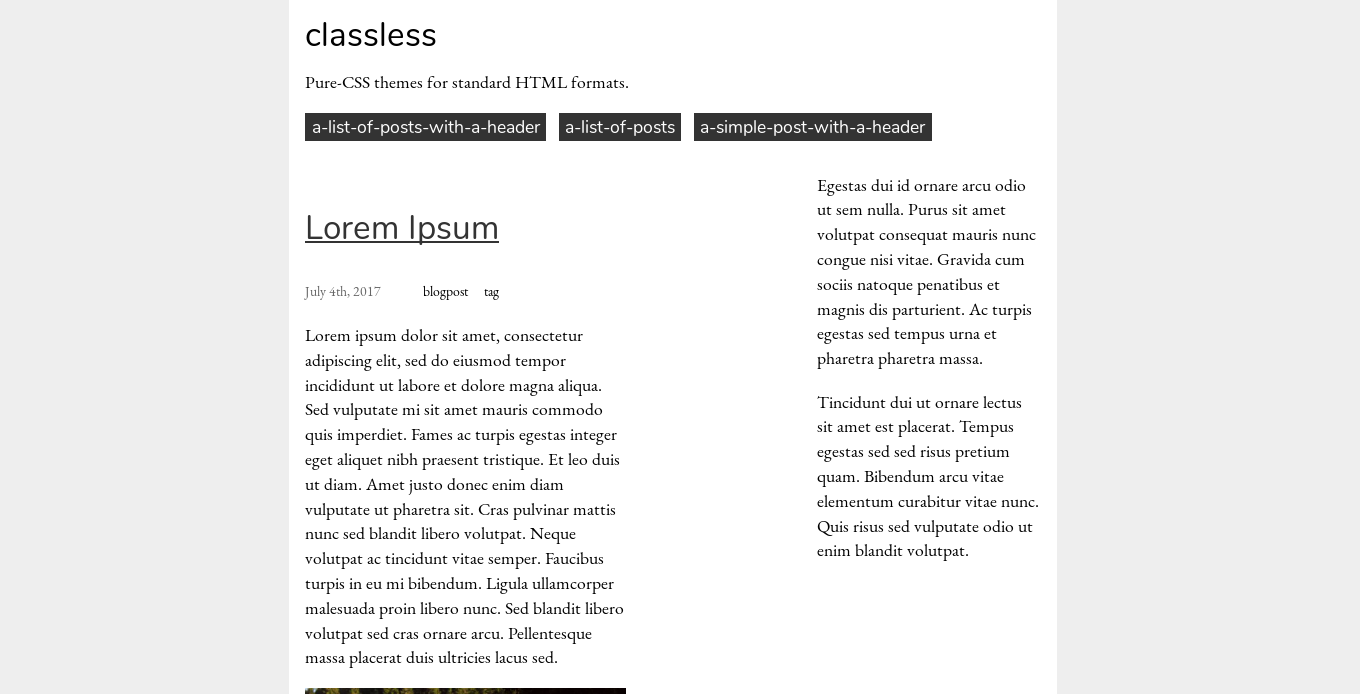 classless
Pure-CSS themes for standard HTML formats.
a-list-of-posts-with-a-header a-list-of-posts a-simple-post-with-a-header
Lorem Ipsum
July 4th, 2017 blogpost tag
Lorem ipsum dolor sit amet, consectetur
adipiscing elit, sed do eiusmod tempor
incididunt ut labore et dolore magna aliqua.
Sed vulputate mi sit amet mauris commodo
quis imperdiet. Fames ac turpis egestas integer
eget aliquet nibh praesent tristique. Et leo duis
ut diam. Amet justo donec enim diam
vulputate ut pharetra sit. Cras pulvinar mattis
nunc sed blandit libero volutpat. Neque
volutpat ac tincidunt vitae semper. Faucibus
turpis in eu mi bibendum. Ligula ullamcorper
malesuada proin libero nunc. Sed blandit libero
volutpat sed cras ornare arcu. Pellentesque
massa placerat duis ultricies lacus sed.
Egestas dui id ornare arcu odio
ut sem nulla. Purus sit amet
volutpat consequat mauris nunc
congue nisi vitae. Gravida cum
sociis natoque penatibus et
magnis dis parturient. Ac turpis
egestas sed tempus urna et
pharetra pharetra massa.
Tincidunt dui ut ornare lectus
sit amet est placerat. Tempus
egestas sed sed risus pretium
quam. Bibendum arcu vitae
elementum curabitur vitae nunc.
Quis risus sed vulputate odio ut
enim blandit volutpat.